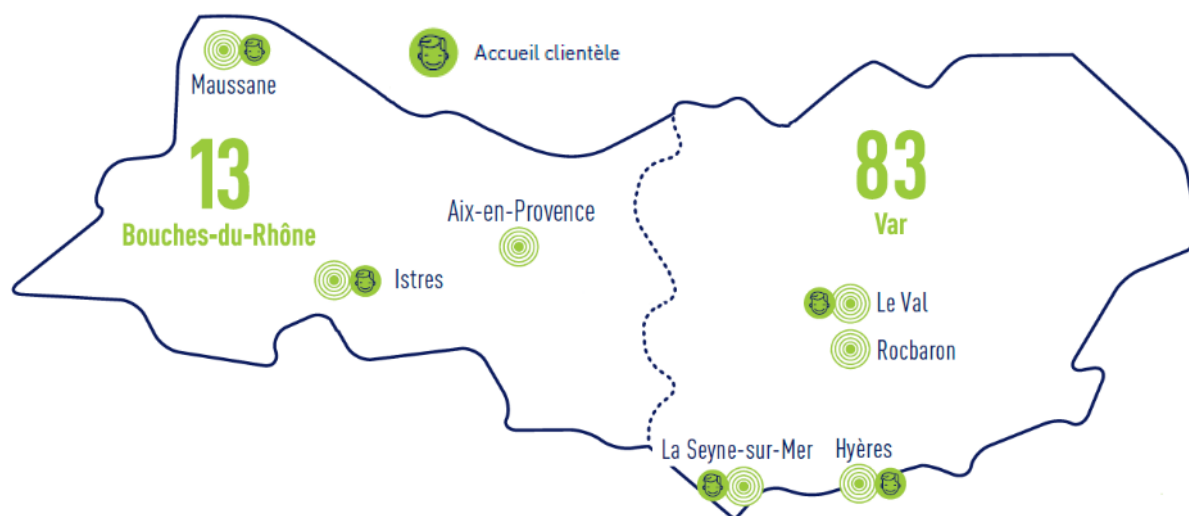 Accueil clientèle
Maussane
13
Bouches-du-Rhône
83
Var
Aix-en-Provence
Istres
Le Val
Rocbaron
La Seyne-sur-Mer
Hyères